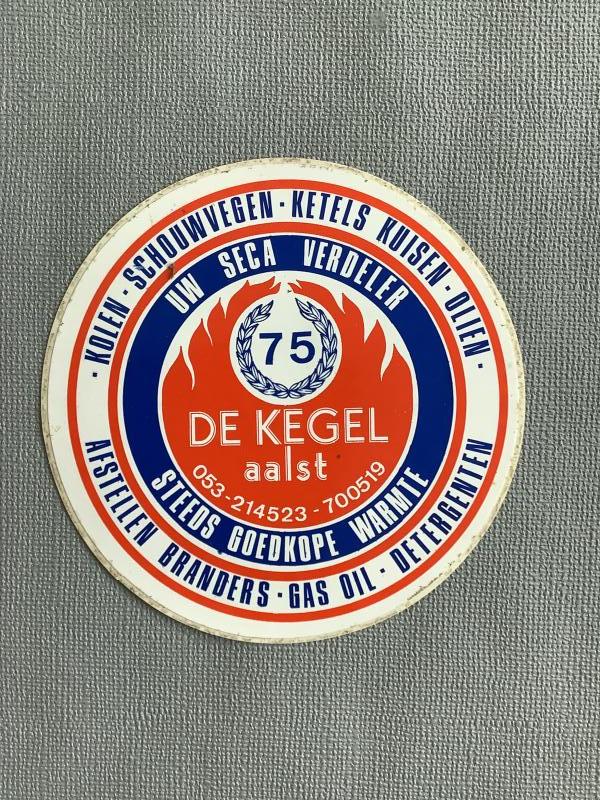 · KOLEN · SCHOUWVEGEN · KETELS KUISEN · OLIEN ·
UW SECA VERDELER
75
DE KEGEL
aalst
053-214523 - 700519
STEEDS GOEDKOPE WARMTE
AFSTELLEN BRANDERS · GAS OIL · DETERGENTEN